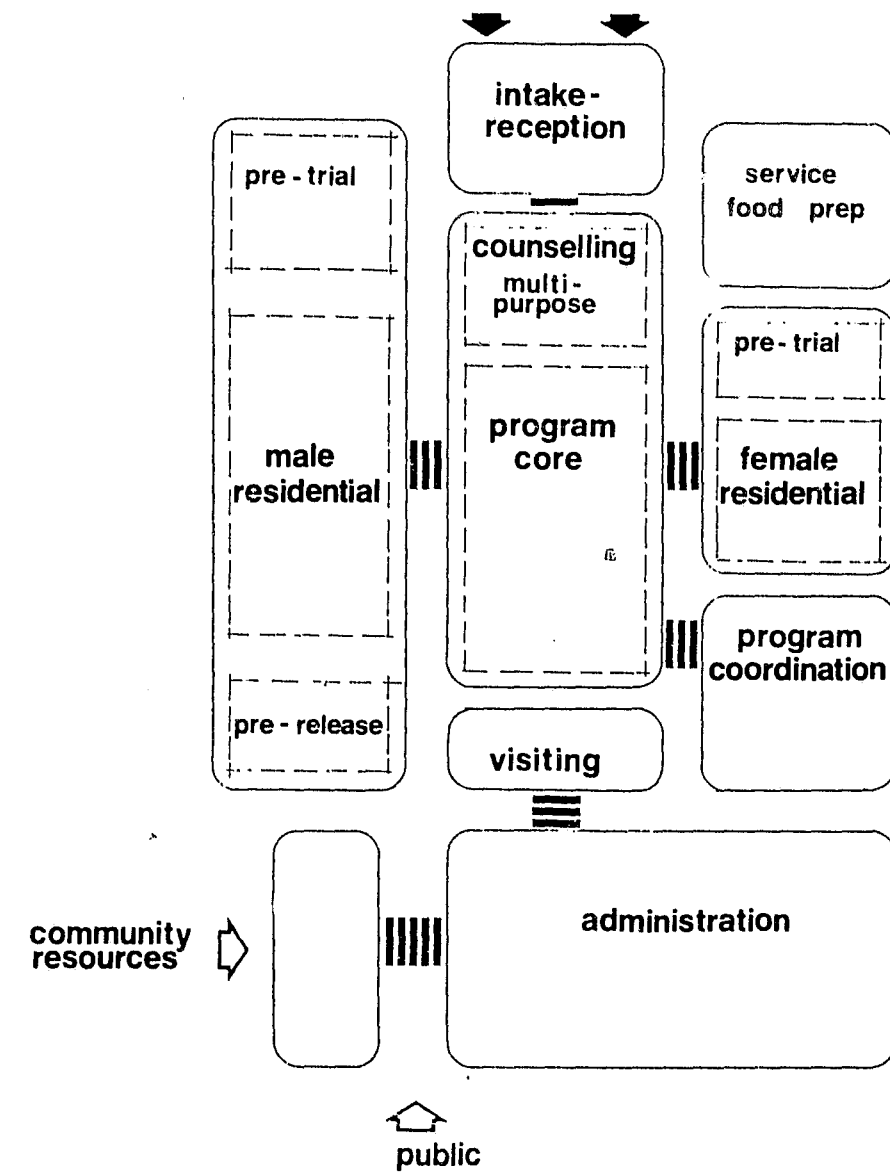 intake-
reception
pre-trial
service
food prep
counselling
multi-
purpose
pre-trial
program
core
male
residential
female
residential
program
coordination
pre-release
visiting
administration
community
resources
public